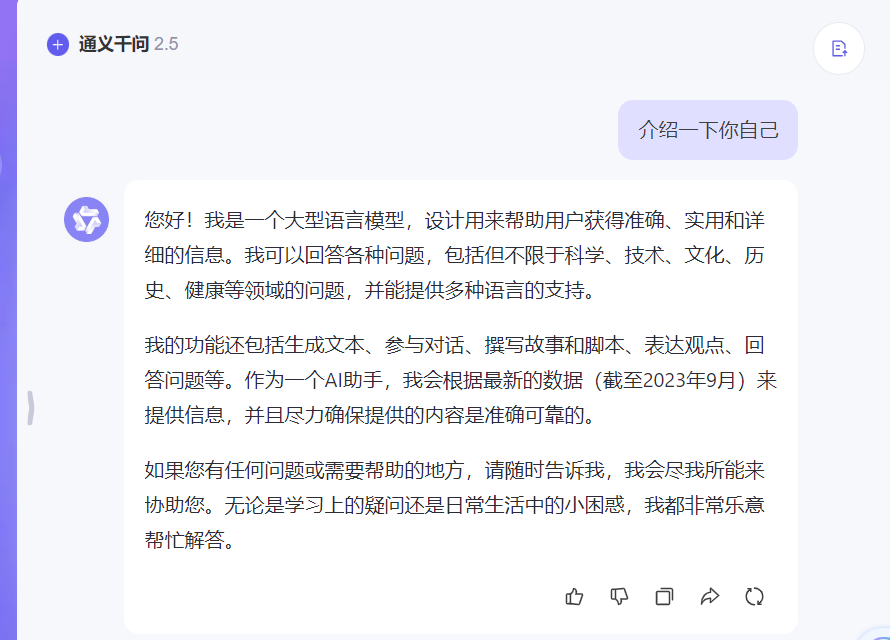 通义千问 2.5
介绍一下你自己
您好！我是一个大型语言模型，设计用来帮助用户获得准确、实用和详
细的信息。我可以回答各种问题，包括但不限于科学、技术、文化、历
史、健康等领域的问题，并能提供多种语言的支持。
我的功能还包括生成文本、参与对话、撰写故事和脚本、表达观点、回
答问题等。作为一个AI助手，我会根据最新的数据（截至2023年9月）来
提供信息，并且尽力确保提供的内容是准确可靠的。
如果您有任何问题或需要帮助的地方，请随时告诉我，我会尽我所能来
协助您。无论是学习上的疑问还是日常生活中的小困惑，我都非常乐意
帮忙解答。